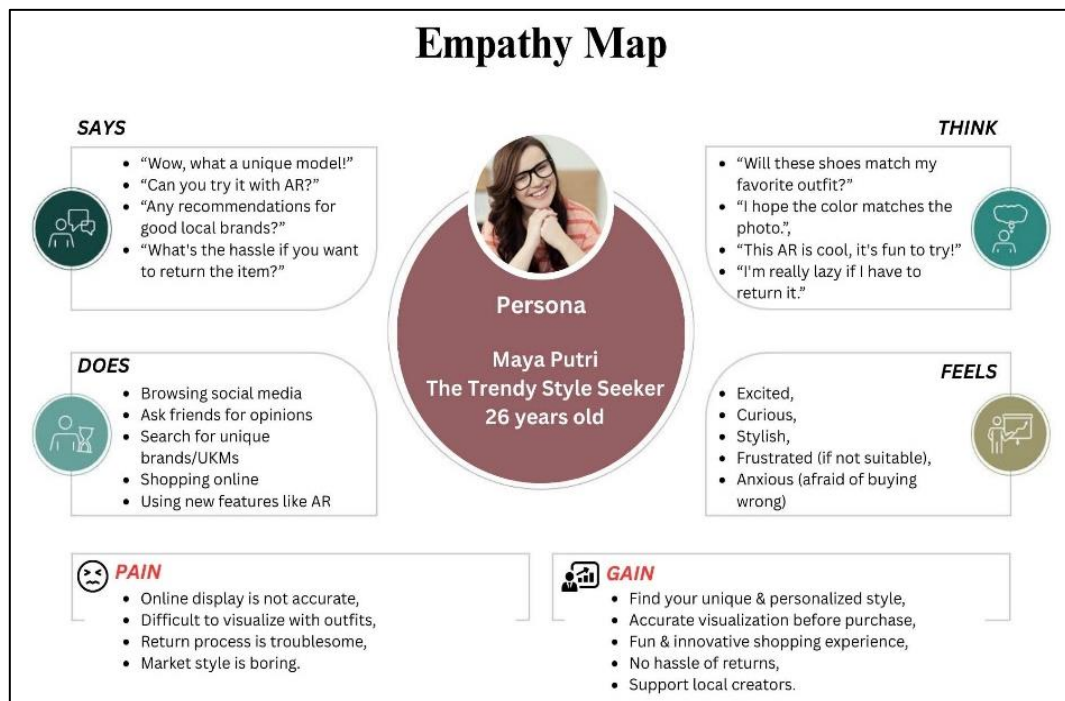 Empathy Map
SAYS
• “Wow, what a unique model!”
• “Can you try it with AR?”
• “Any recommendations for
good local brands?”
• “What's the hassle if you want
to return the item?”
THINK
• “Will these shoes match my
favorite outfit?”
• “I hope the color matches the
photo.”,
• “This AR is cool, it's fun to try!”
• “I'm really lazy if I have to
return it.”
Persona
Maya Putri
The Trendy Style Seeker
26 years old
DOES
• Browsing social media
• Ask friends for opinions
• Search for unique
brands/UKMs
• Shopping online
• Using new features like AR
FEELS
• Excited,
• Curious,
• Stylish,
• Frustrated (if not suitable),
• Anxious (afraid of buying
wrong)
PAIN
• Online display is not accurate,
• Difficult to visualize with outfits,
• Return process is troublesome,
• Market style is boring.
GAIN
• Find your unique & personalized style,
• Accurate visualization before purchase,
• Fun & innovative shopping experience,
• No hassle of returns,
• Support local creators.